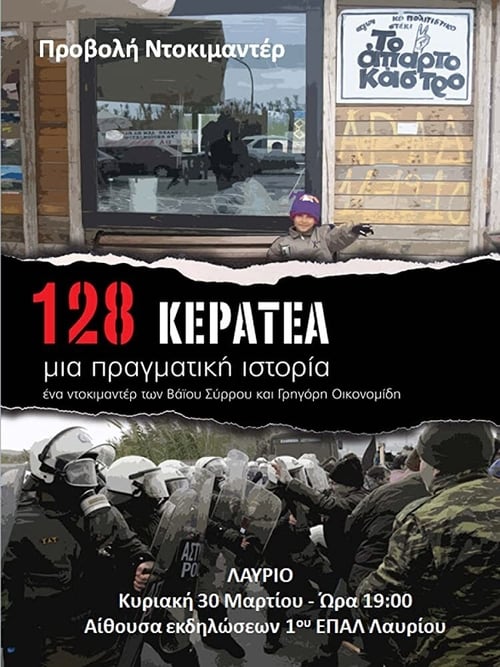 Προβολή Ντοκιμαντέρ
Το
άπαρτο
κάστρο
128 ΚΕΡΑΤΕΑ
μια πραγματική ιστορία
ένα ντοκιμαντέρ των Βάϊου Σύρρου και Γρηγόρη Οικονομίδη
ΛΑΥΡΙΟ
Κυριακή 30 Μαρτίου - Ώρα 19:00
Αίθουσα εκδηλώσεων 1ου ΕΠΑΛ Λαυρίου